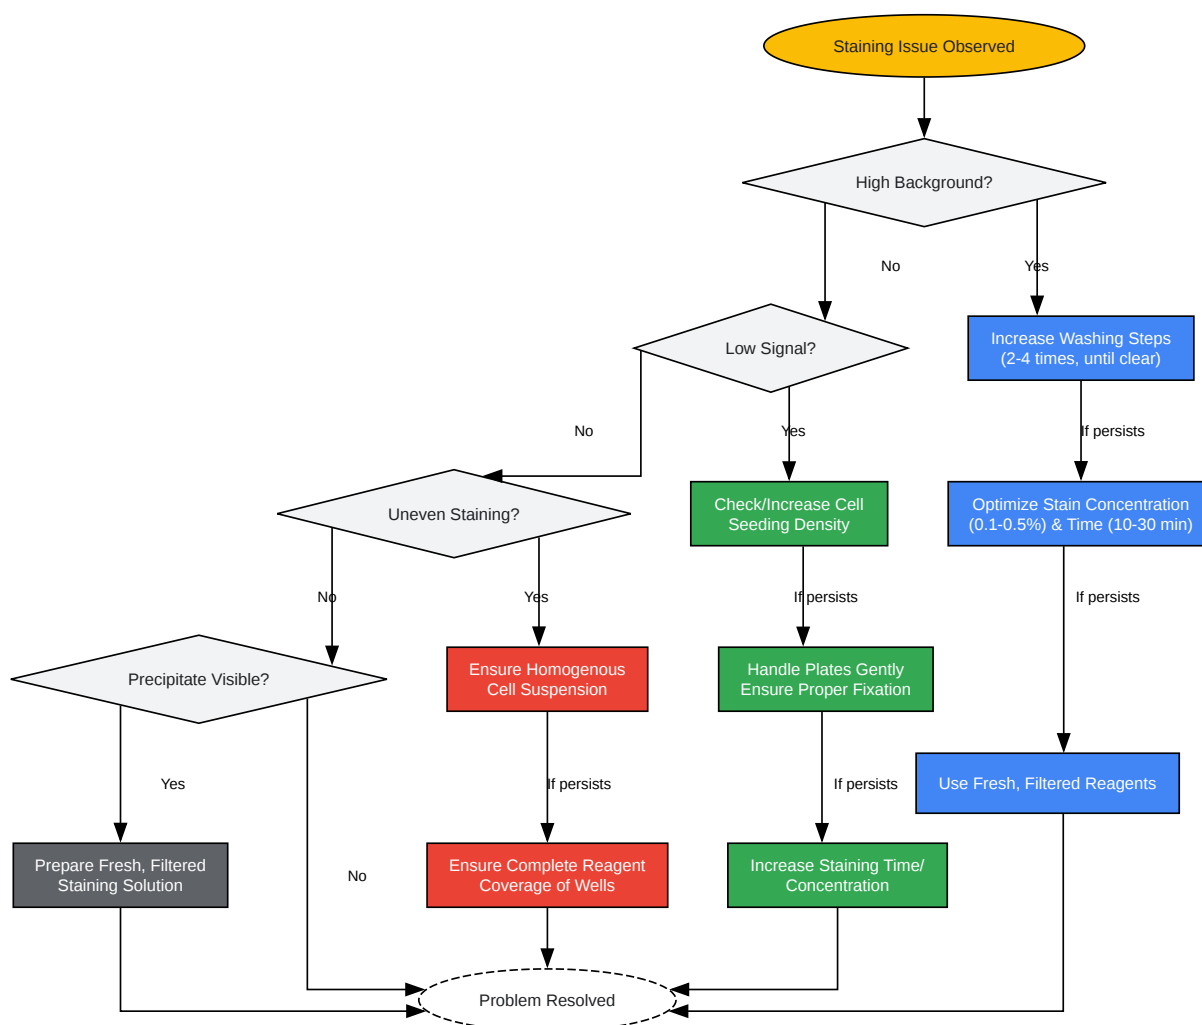 Staining Issue Observed
High Background?
No
Yes
Low Signal?
Increase Washing Steps
(2-4 times, until clear)
No
Yes
If persists
Uneven Staining?
Check/Increase Cell
Seeding Density
Optimize Stain Concentration
(0.1-0.5%) & Time (10-30 min)
No
Yes
If persists
If persists
Precipitate Visible?
Ensure Homogenous
Cell Suspension
Handle Plates Gently
Ensure Proper Fixation
Yes
If persists
If persists
Use Fresh, Filtered Reagents
Prepare Fresh, Filtered
Staining Solution
No
Ensure Complete Reagent
Coverage of Wells
Increase Staining Time/
Concentration
Problem Resolved